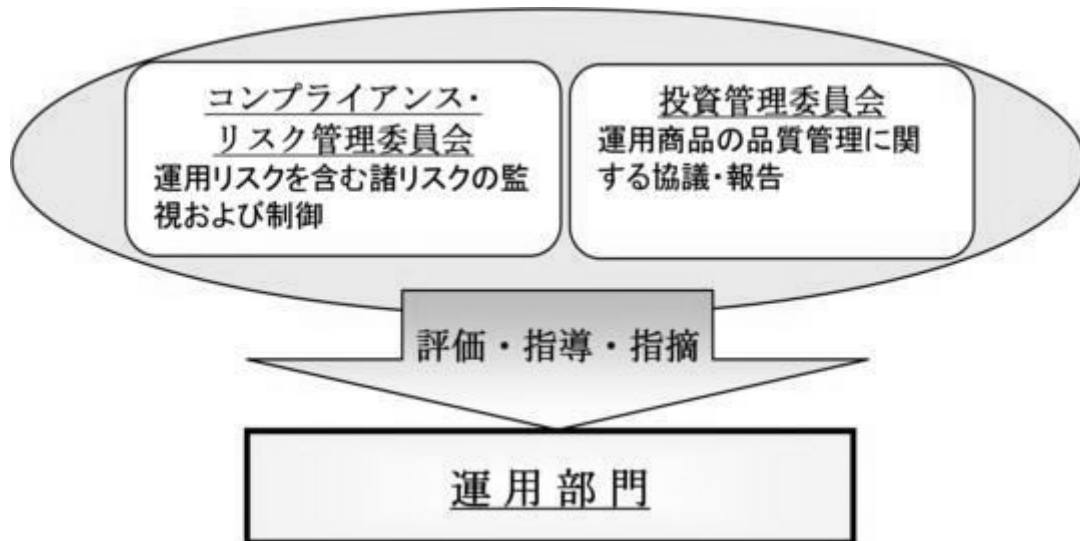 コンプライアンス・
リスク管理委員会
運用リスクを含む諸リスクの監
視および制御
投資管理委員会
運用商品の品質管理に関
する協議・報告
評価・指導・指摘
運用部門